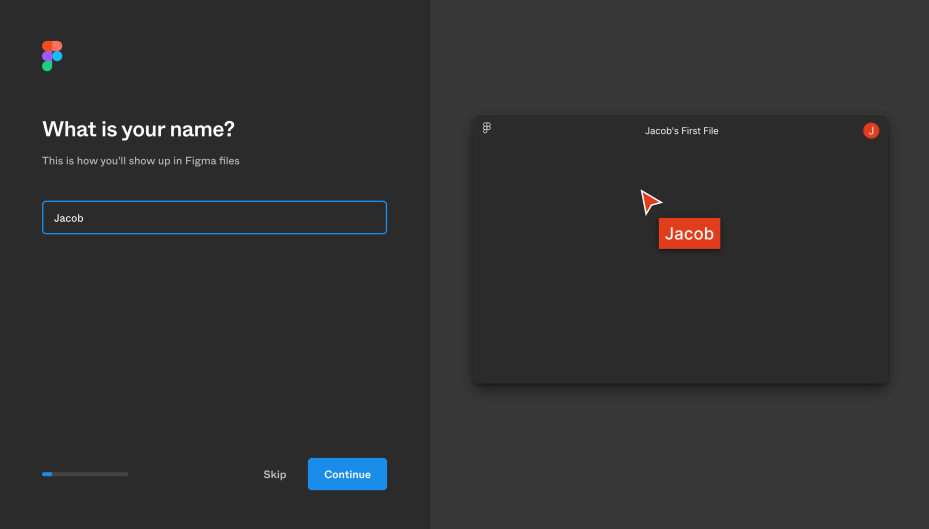 What is your name?
This is how you'll show up in Figma files
Jacob
Skip
Continue
Jacob's First File
J
Jacob